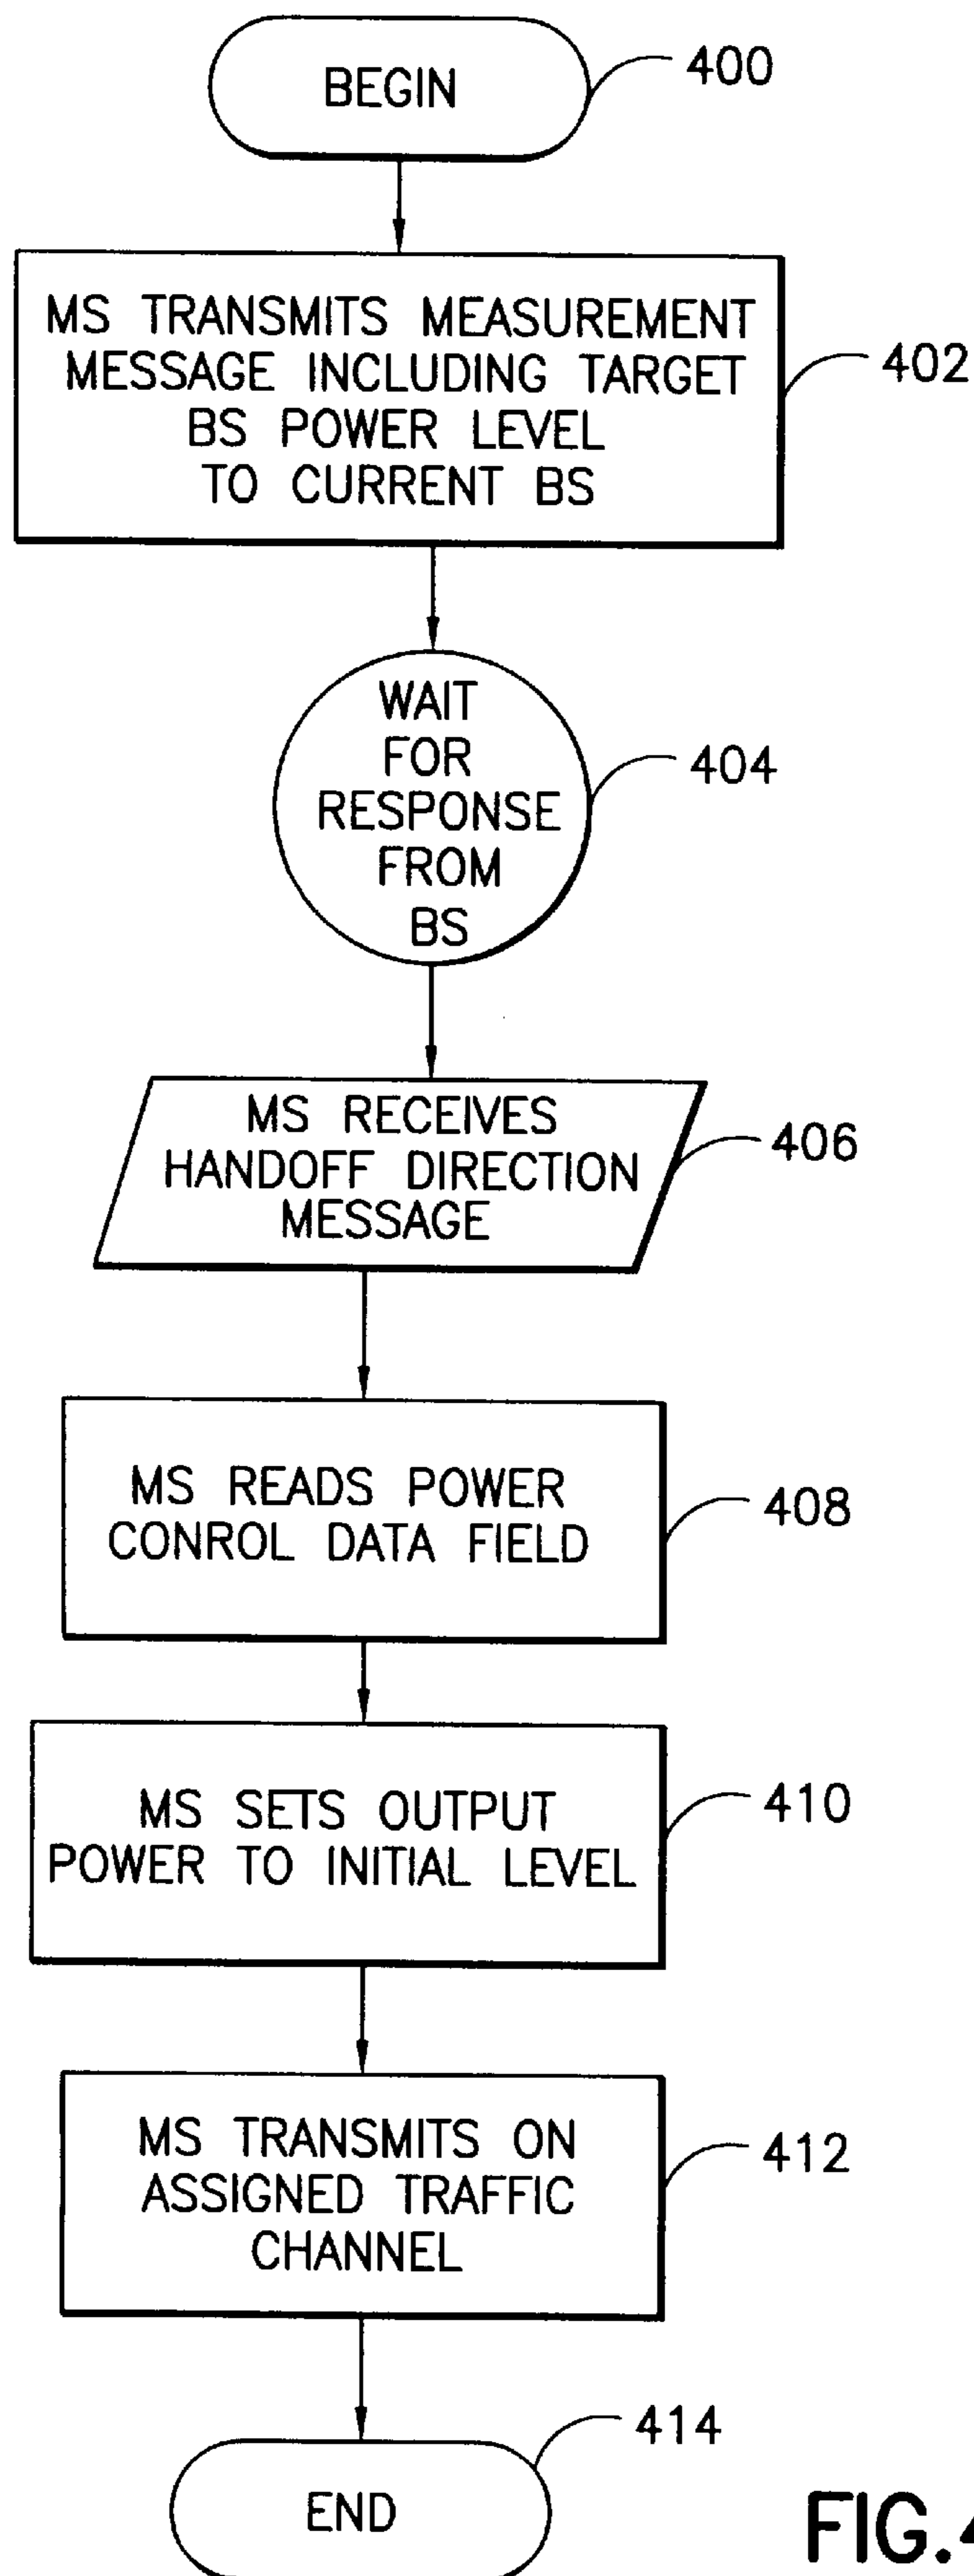 BEGIN
400
MS TRANSMITS MEASUREMENT
MESSAGE INCLUDING TARGET
BS POWER LEVEL
TO CURRENT BS
402
WAIT
FOR
RESPONSE
FROM
BS
404
MS RECEIVES
HANDOFF DIRECTION
MESSAGE
406
MS READS POWER
CONROL DATA FIELD
408
MS SETS OUTPUT
POWER TO INITIAL LEVEL
410
MS TRANSMITS ON
ASSIGNED TRAFFIC
CHANNEL
412
END
414
FIG.4